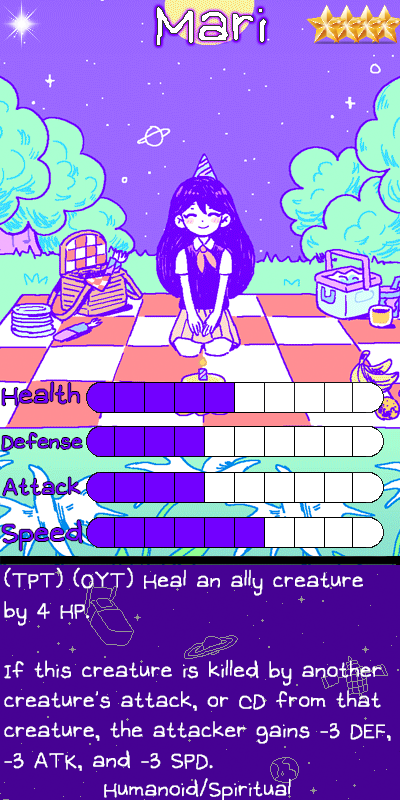 Mari
Health
Defense
Attack
Speed
(TPT) (OYT) Heal an ally creature
by 4 HP.
If this creature is killed by another
creature's attack, or CD from that
creature, the attacker gains -3 DEF,
-3 ATK, and -3 SPD.
Humanoid/Spiritual